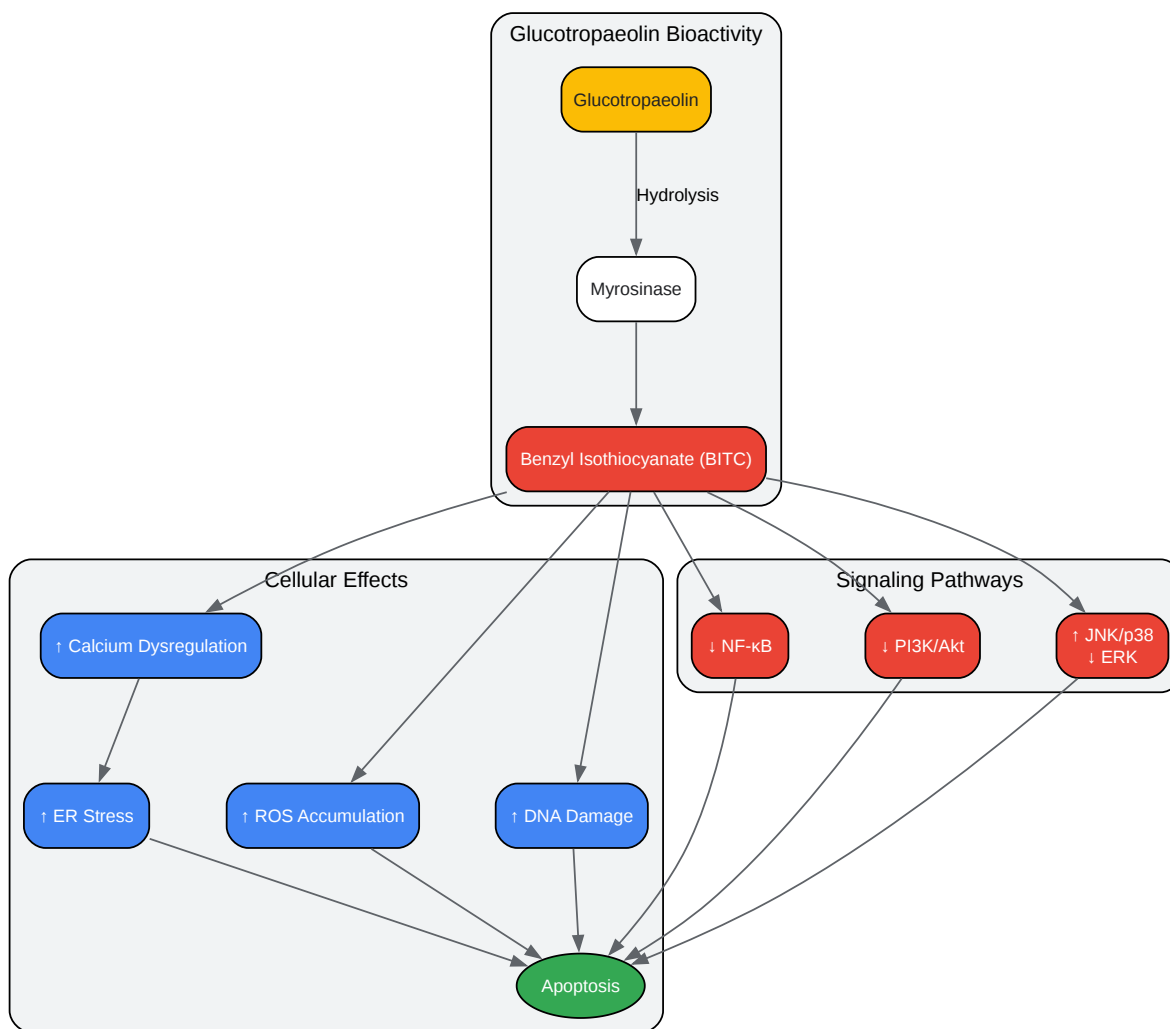 Glucotropaeolin Bioactivity
Glucotropaeolin
Hydrolysis
Myrosinase
Benzyl Isothiocyanate (BITC)
Cellular Effects
Signaling Pathways
↑ Calcium Dysregulation
↓ NF-κB
↓ PI3K/Akt
↑ JNK/p38
↓ ERK
↑ ER Stress
↑ ROS Accumulation
↑ DNA Damage
Apoptosis